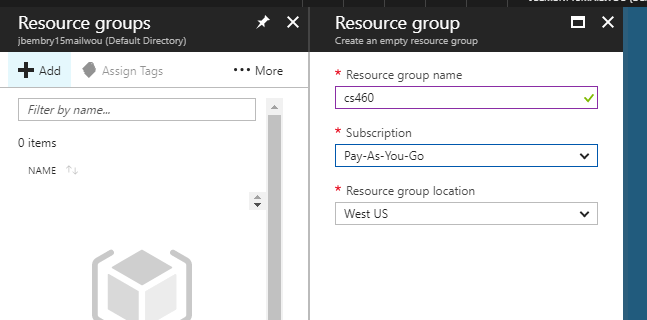 Resource groups
jbembry15mailwou (Default Directory)
Add
Assign Tags
More
Filter by name...
0 items
NAME
Resource group
Create an empty resource group
* Resource group name
cs460
* Subscription
Pay-As-You-Go
* Resource group location
West US